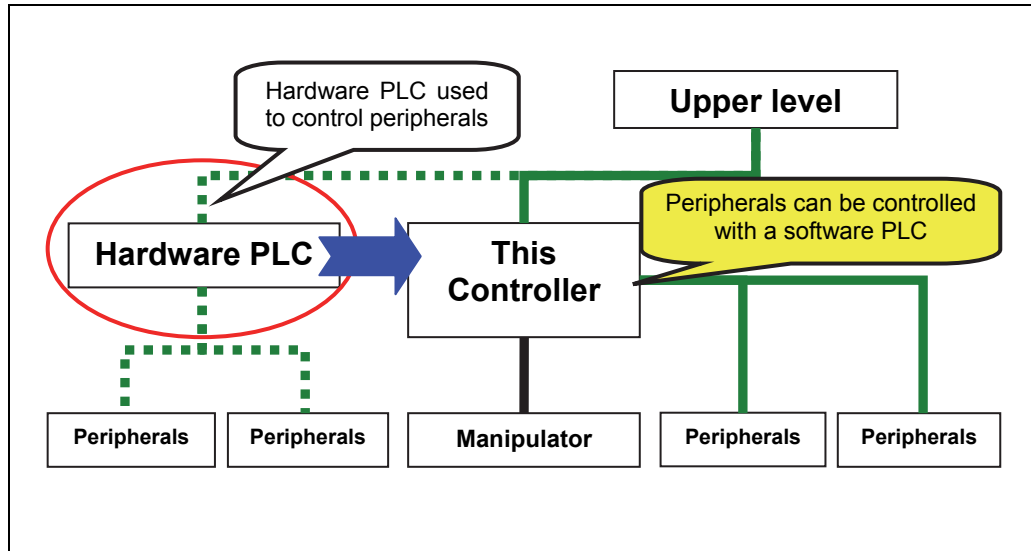 Hardware PLC used
to control peripherals
Upper level
Peripherals can be controlled
with a software PLC
Hardware PLC
This
Controller
Peripherals
Peripherals
Manipulator
Peripherals
Peripherals